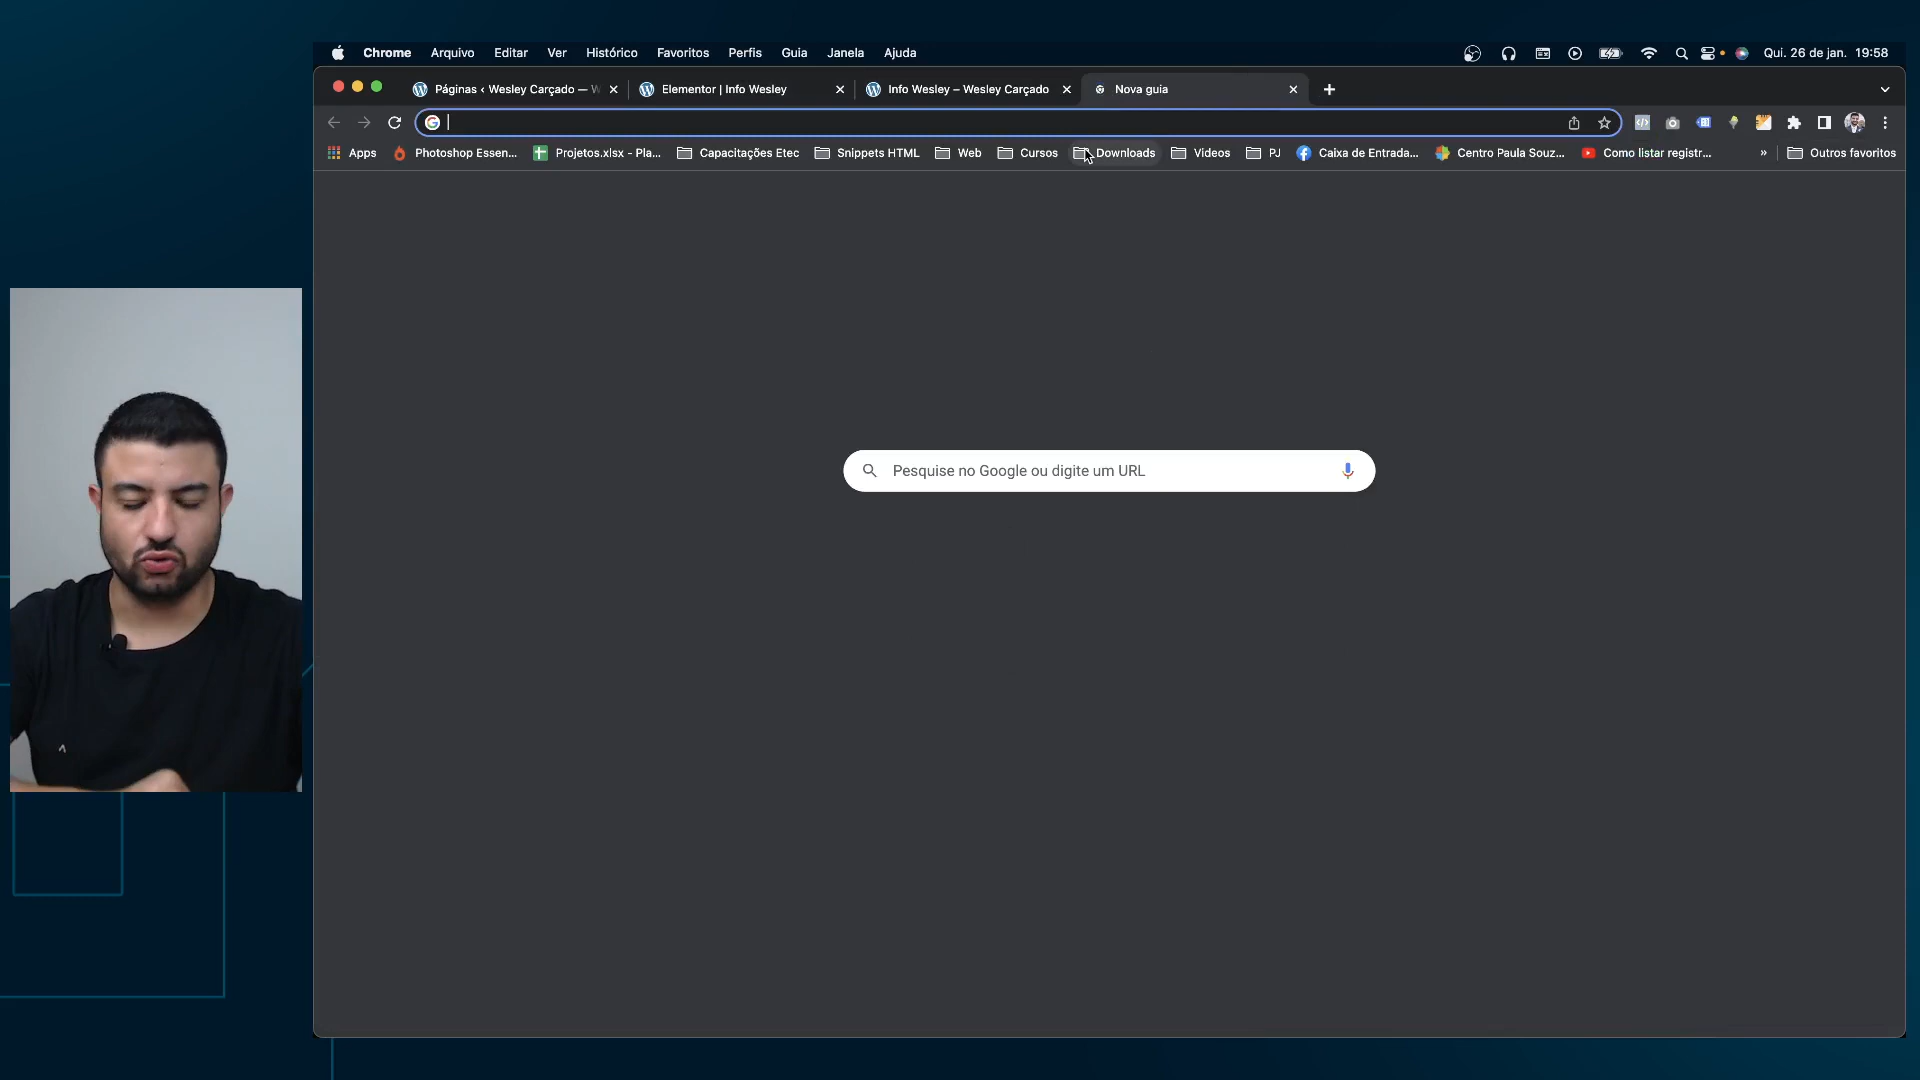 Chrome Arquivo Editar Ver Histórico Favoritos Perfis Guia Janela Ajuda Qui. 26 de jan. 19:58
Páginas ‹ Wesley Carçado — W Elementor | Info Wesley Info Wesley – Wesley Carçado Nova guia
Apps Photoshop Essen... Projetos.xlsx - Pla... Capacitações Etec Snippets HTML Web Cursos Downloads Videos PJ Caixa de Entrada... Centro Paula Souz... Como listar registr... » Outros favoritos
Pesquise no Google ou digite um URL